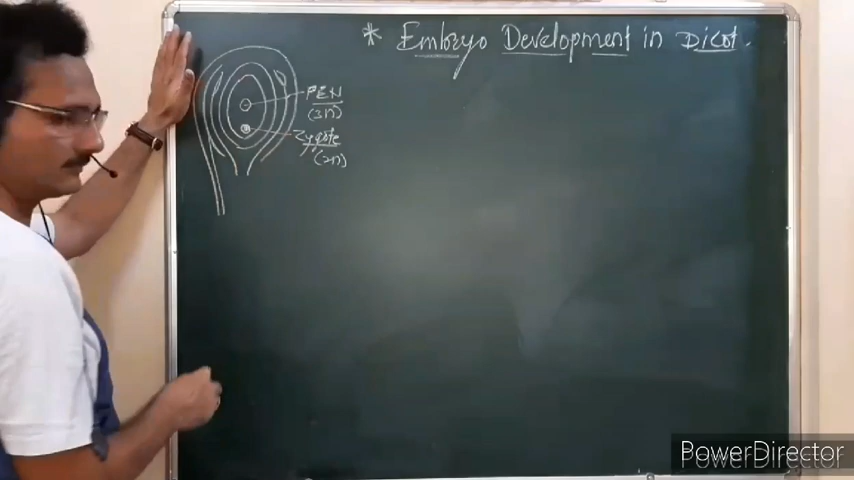 * Embryo Development in Dicot.
PEN
(3n)
Zygote
(2n)
PowerDirector